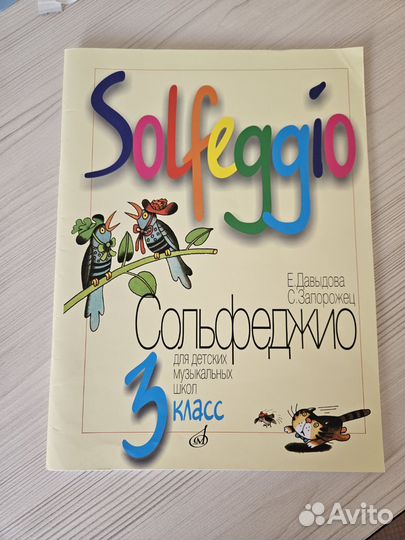 Solfeggio
Е. Давыдова
С. Запорожец
Сольфеджио
для детских
музыкальных
школ
3 класс
Avito